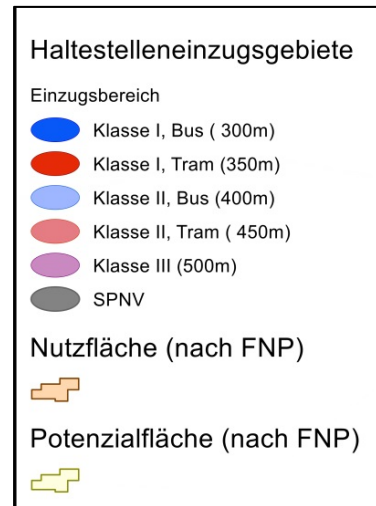 Haltestelleneinzugsgebiete
Einzugsbereich
Klasse I, Bus ( 300m)
Klasse I, Tram (350m)
Klasse II, Bus (400m)
Klasse II, Tram ( 450m)
Klasse III (500m)
SPNV
Nutzfläche (nach FNP)
Potenzialfläche (nach FNP)